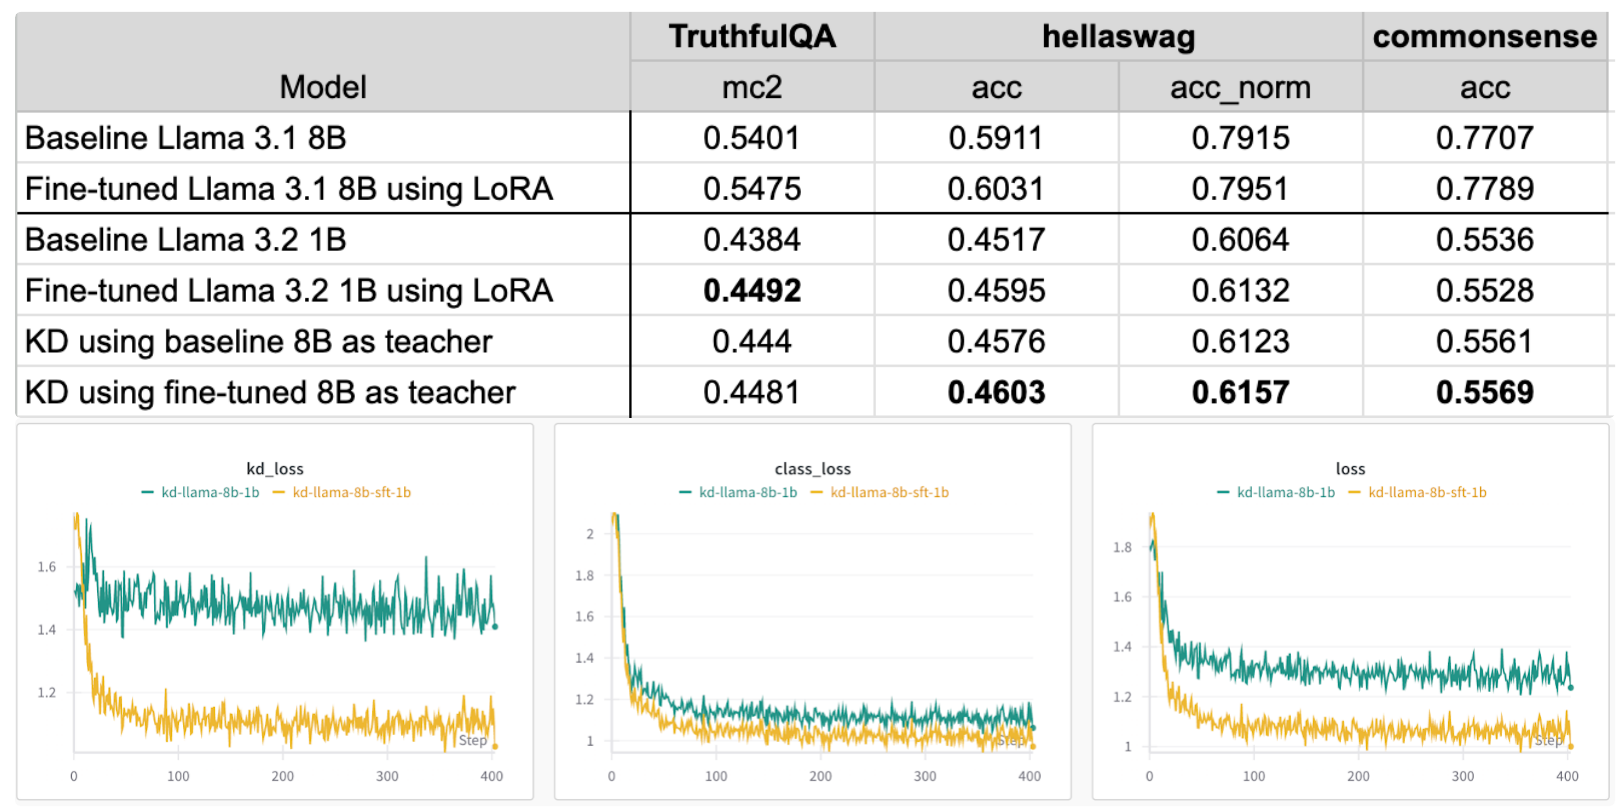 TruthfulQA hellaswag commonsense
Model mc2 acc acc_norm acc
Baseline Llama 3.1 8B 0.5401 0.5911 0.7915 0.7707
Fine-tuned Llama 3.1 8B using LoRA 0.5475 0.6031 0.7951 0.7789
Baseline Llama 3.2 1B 0.4384 0.4517 0.6064 0.5536
Fine-tuned Llama 3.2 1B using LoRA 0.4492 0.4595 0.6132 0.5528
KD using baseline 8B as teacher 0.444 0.4576 0.6123 0.5561
KD using fine-tuned 8B as teacher 0.4481 0.4603 0.6157 0.5569
kd_loss
kd-llama-8b-1b kd-llama-8b-sft-1b
1.6
1.4
1.2
Step
0 100 200 300 400
class_loss
kd-llama-8b-1b kd-llama-8b-sft-1b
2
1.8
1.6
1.4
1.2
1
Step
0 100 200 300 400
loss
kd-llama-8b-1b kd-llama-8b-sft-1b
1.8
1.6
1.4
1.2
1
Step
0 100 200 300 400